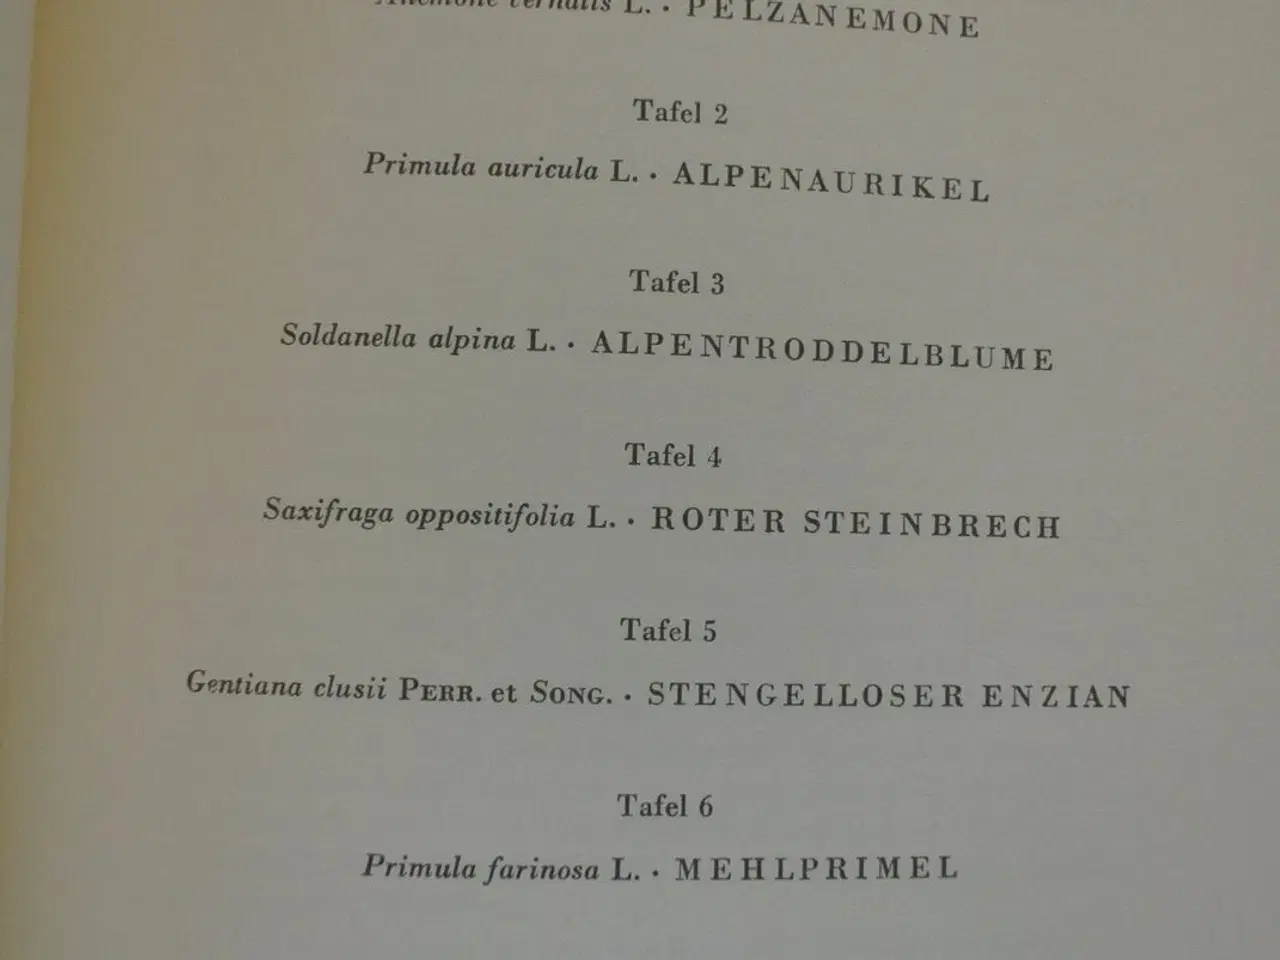 Anemone vernalis L. · PELZANEMONE
Tafel 2
Primula auricula L. · ALPENAURIKEL
Tafel 3
Soldanella alpina L. · ALPENTRODDELBLUME
Tafel 4
Saxifraga oppositifolia L. · ROTER STEINBRECH
Tafel 5
Gentiana clusii PERR. et SONG. · STENGELLOSER ENZIAN
Tafel 6
Primula farinosa L. · MEHLPRIMEL